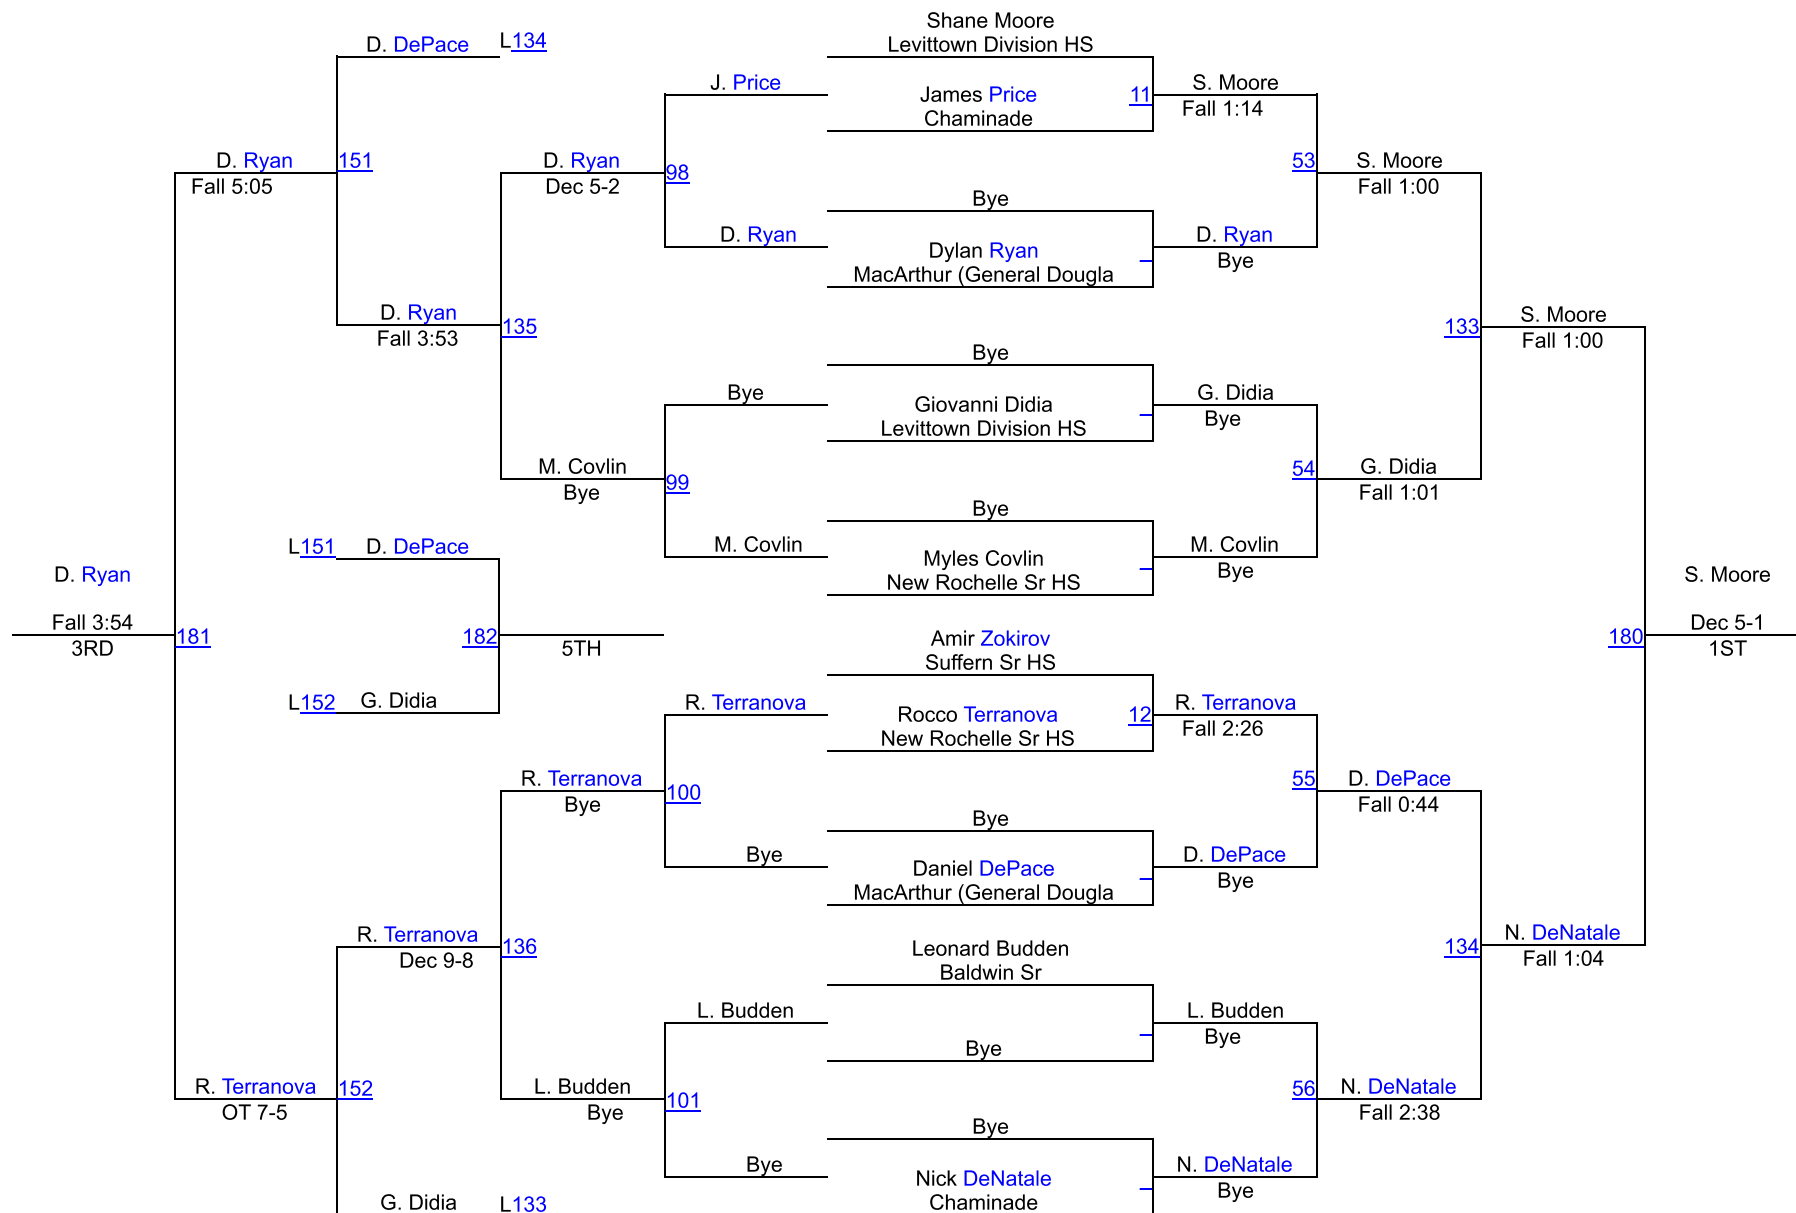 Shane Moore
D. DePace L134
Levittown Division HS
J. Price
S. Moore
James Price 11
Fall 1:14
Chaminade
D. Ryan 151
D. Ryan
53
S. Moore
Fall 5:05
Dec 5-2
98
Fall 1:00
Bye
D. Ryan
D. Ryan
Dylan Ryan
Bye
MacArthur (General Dougla
D. Ryan
135
133
S. Moore
Fall 3:53
Fall 1:00
Bye
Bye
G. Didia
Giovanni Didia
Bye
Levittown Division HS
M. Covlin
54
G. Didia
Bye
99
Fall 1:01
Bye
L151 D. DePace
M. Covlin
M. Covlin
Myles Covlin
Bye
New Rochelle Sr HS
D. Ryan
S. Moore
Fall 3:54
181
182
180
Dec 5-1
3RD
5TH
1ST
Amir Zokirov
Suffern Sr HS
L152 G. Didia
R. Terranova
R. Terranova
Rocco Terranova 12
Fall 2:26
New Rochelle Sr HS
R. Terranova
100
55
D. DePace
Bye
Fall 0:44
Bye
Bye
D. DePace
Daniel DePace
Bye
MacArthur (General Dougla
R. Terranova
136
134
N. DeNatale
Dec 9-8
Fall 1:04
Leonard Budden
Baldwin Sr
L. Budden
L. Budden
Bye
Bye
R. Terranova 152
L. Budden
101
56
N. DeNatale
OT 7-5
Bye
Fall 2:38
Bye
Bye
N. DeNatale
Nick DeNatale
Bye
Chaminade
G. Didia L133